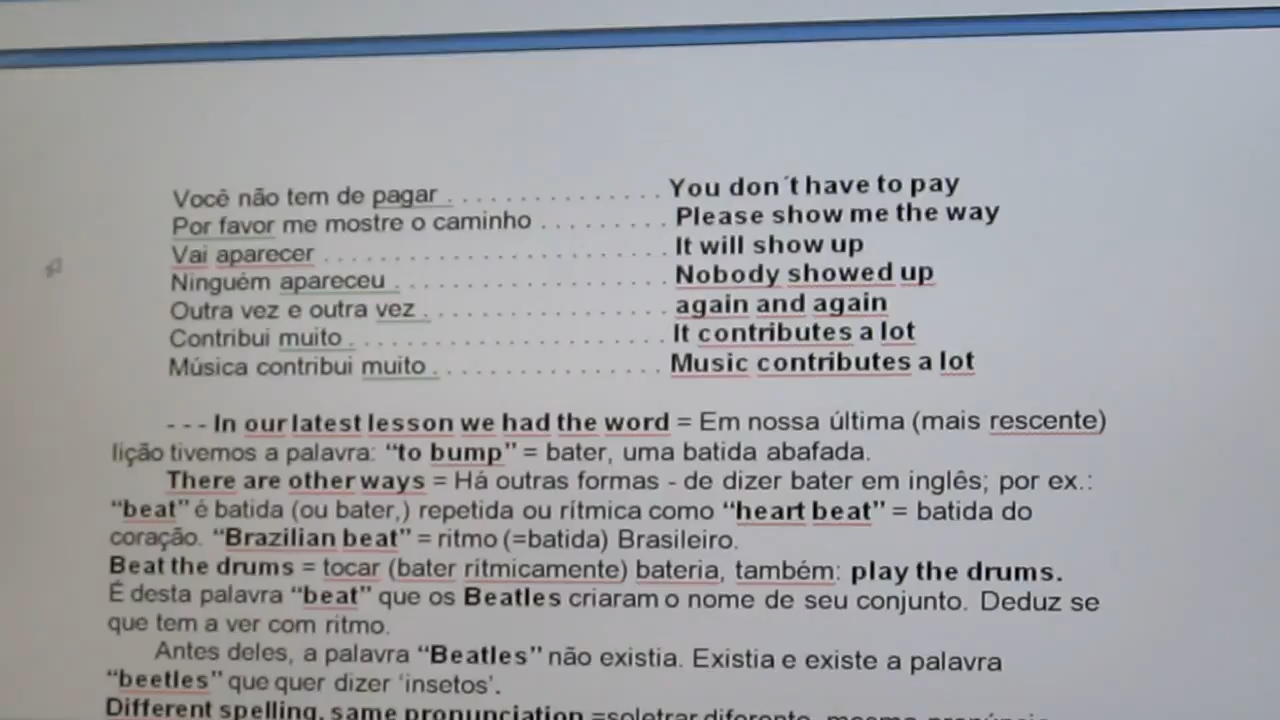 Você não tem de pagar . . . . . . . . . . . . . . . . You don´t have to pay
Por favor me mostre o caminho . . . . . . . . . Please show me the way
Vai aparecer . . . . . . . . . . . . . . . . . . . . . . . . . It will show up
Ninguém apareceu . . . . . . . . . . . . . . . . . . . . Nobody showed up
Outra vez e outra vez . . . . . . . . . . . . . . . . . . again and again
Contribui muito . . . . . . . . . . . . . . . . . . . . . . . It contributes a lot
Música contribui muito . . . . . . . . . . . . . . . . . Music contributes a lot
- - - In our latest lesson we had the word = Em nossa última (mais rescente)
lição tivemos a palavra: “to bump” = bater, uma batida abafada.
There are other ways = Há outras formas - de dizer bater em inglês; por ex.:
“beat” é batida (ou bater,) repetida ou rítmica como “heart beat” = batida do
coração. “Brazilian beat” = ritmo (=batida) Brasileiro.
Beat the drums = tocar (bater rítmicamente) bateria, também: play the drums.
É desta palavra “beat” que os Beatles criaram o nome de seu conjunto. Deduz se
que tem a ver com ritmo.
Antes deles, a palavra “Beatles” não existia. Existia e existe a palavra
“beetles” que quer dizer ‘insetos’.
Different spelling, same pronunciation =soletrar diferente, mesma pronúncia